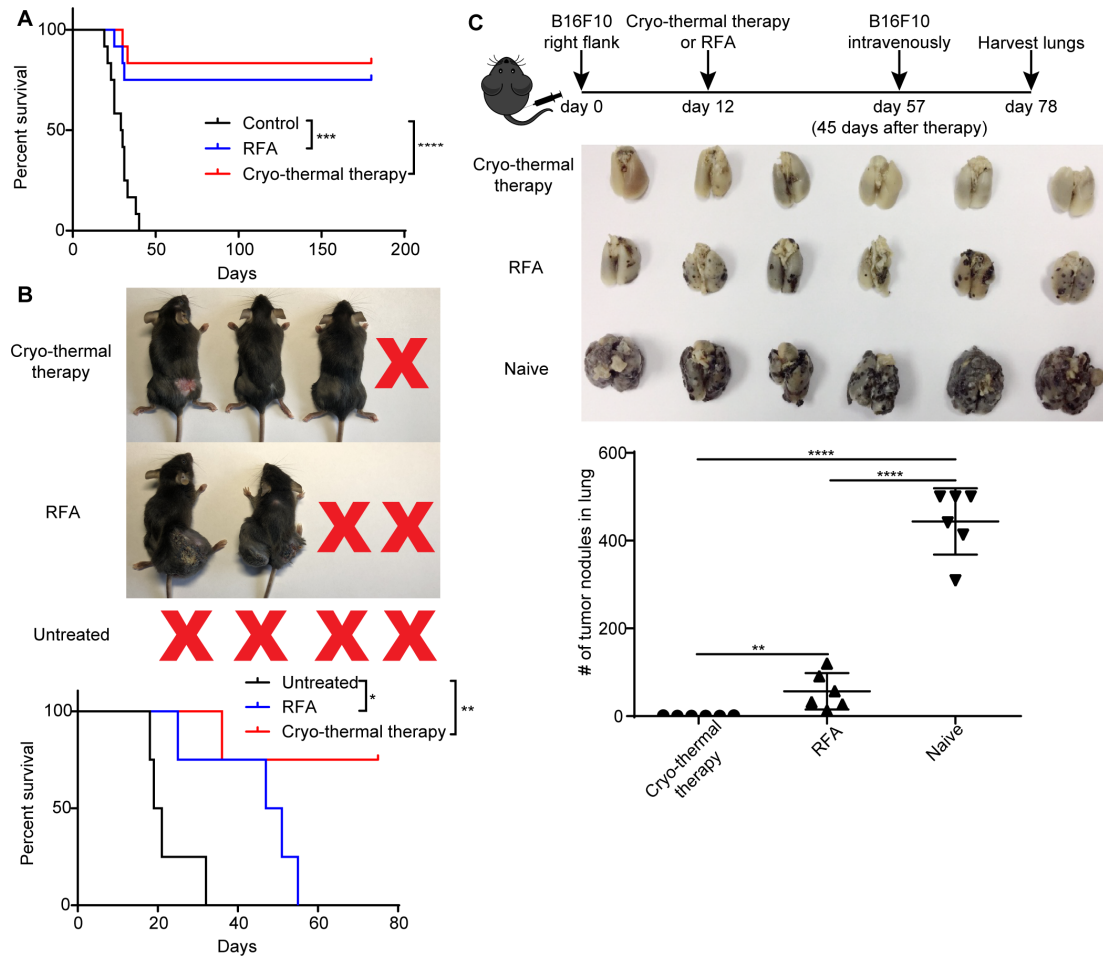 A
100
50
0
Percent survival
Control
RFA
Cryo-thermal therapy
***
****
0
50
100
150
200
Days
B
Cryo-thermal
therapy
X
RFA
X X
Untreated
X X X X
Untreated
RFA
Cryo-thermal therapy
*
**
100
50
0
Percent survival
0
20
40
60
80
Days
C
B16F10
right flank
Cryo-thermal therapy
or RFA
B16F10
intravenously
Harvest lungs
day 0
day 12
day 57
day 78
(45 days after therapy)
Cryo-thermal
therapy
RFA
Naive
600
400
200
0
# of tumor nodules in lung
****
****
**
Cryo-thermal
therapy
RFA
Naive